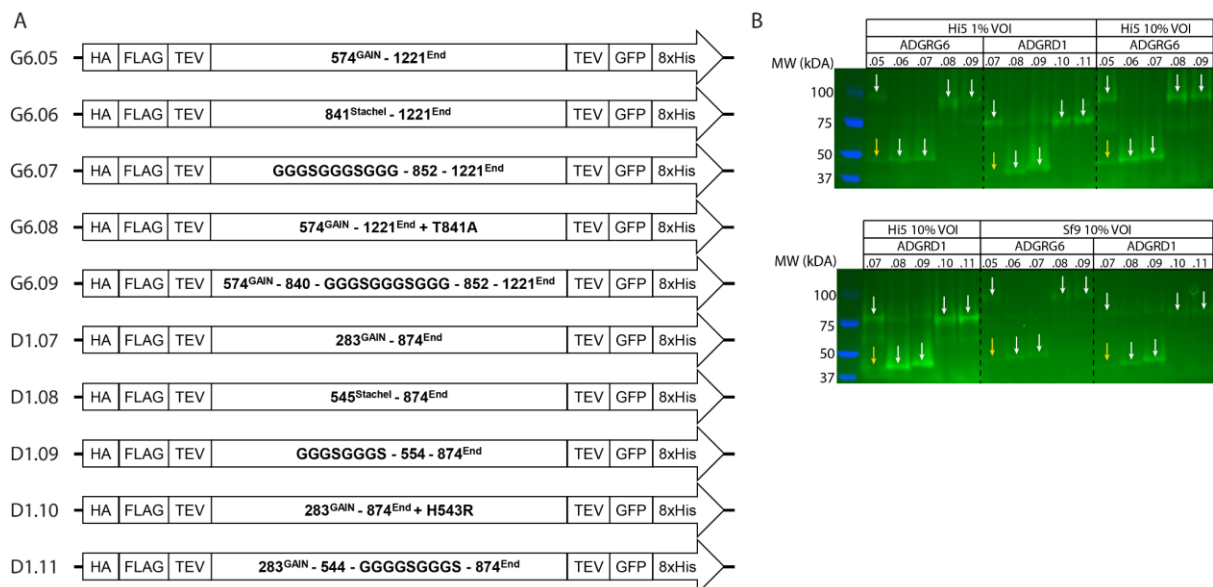 A
G6.05 HA FLAG TEV 574GAIN - 1221End TEV GFP 8xHis
G6.06 HA FLAG TEV 841Stachel - 1221End TEV GFP 8xHis
G6.07 HA FLAG TEV GGGSGGGSGGG - 852 - 1221End TEV GFP 8xHis
G6.08 HA FLAG TEV 574GAIN - 1221End + T841A TEV GFP 8xHis
G6.09 HA FLAG TEV 574GAIN - 840 - GGGSGGGSGGG - 852 - 1221End TEV GFP 8xHis
D1.07 HA FLAG TEV 283GAIN - 874End TEV GFP 8xHis
D1.08 HA FLAG TEV 545Stachel - 874End TEV GFP 8xHis
D1.09 HA FLAG TEV GGGSGGGS - 554 - 874End TEV GFP 8xHis
D1.10 HA FLAG TEV 283GAIN - 874End + H543R TEV GFP 8xHis
D1.11 HA FLAG TEV 283GAIN - 544 - GGGGSGGGS - 874End TEV GFP 8xHis
B
Hi5 1% VOI Hi5 10% VOI
ADGRG6 ADGRD1 ADGRG6
MW (kDA) .05 .06 .07 .08 .09 .07 .08 .09 .10 .11 .05 .06 .07 .08 .09
100
75
50
37
Hi5 10% VOI Sf9 10% VOI
ADGRD1 ADGRG6 ADGRD1
MW (kDA) .07 .08 .09 .10 .11 .05 .06 .07 .08 .09 .07 .08 .09 .10 .11
100
75
50
37